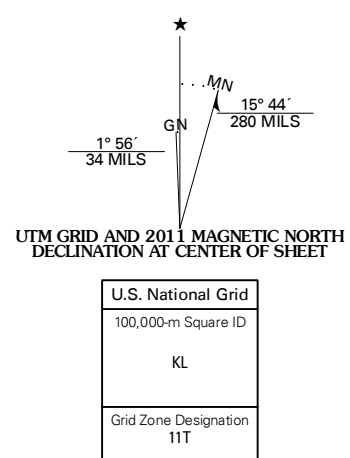 MN
GN
15° 44´
280 MILS
1° 56´
34 MILS
UTM GRID AND 2011 MAGNETIC NORTH
DECLINATION AT CENTER OF SHEET
U.S. National Grid
100,000-m Square ID
KL
Grid Zone Designation
11T